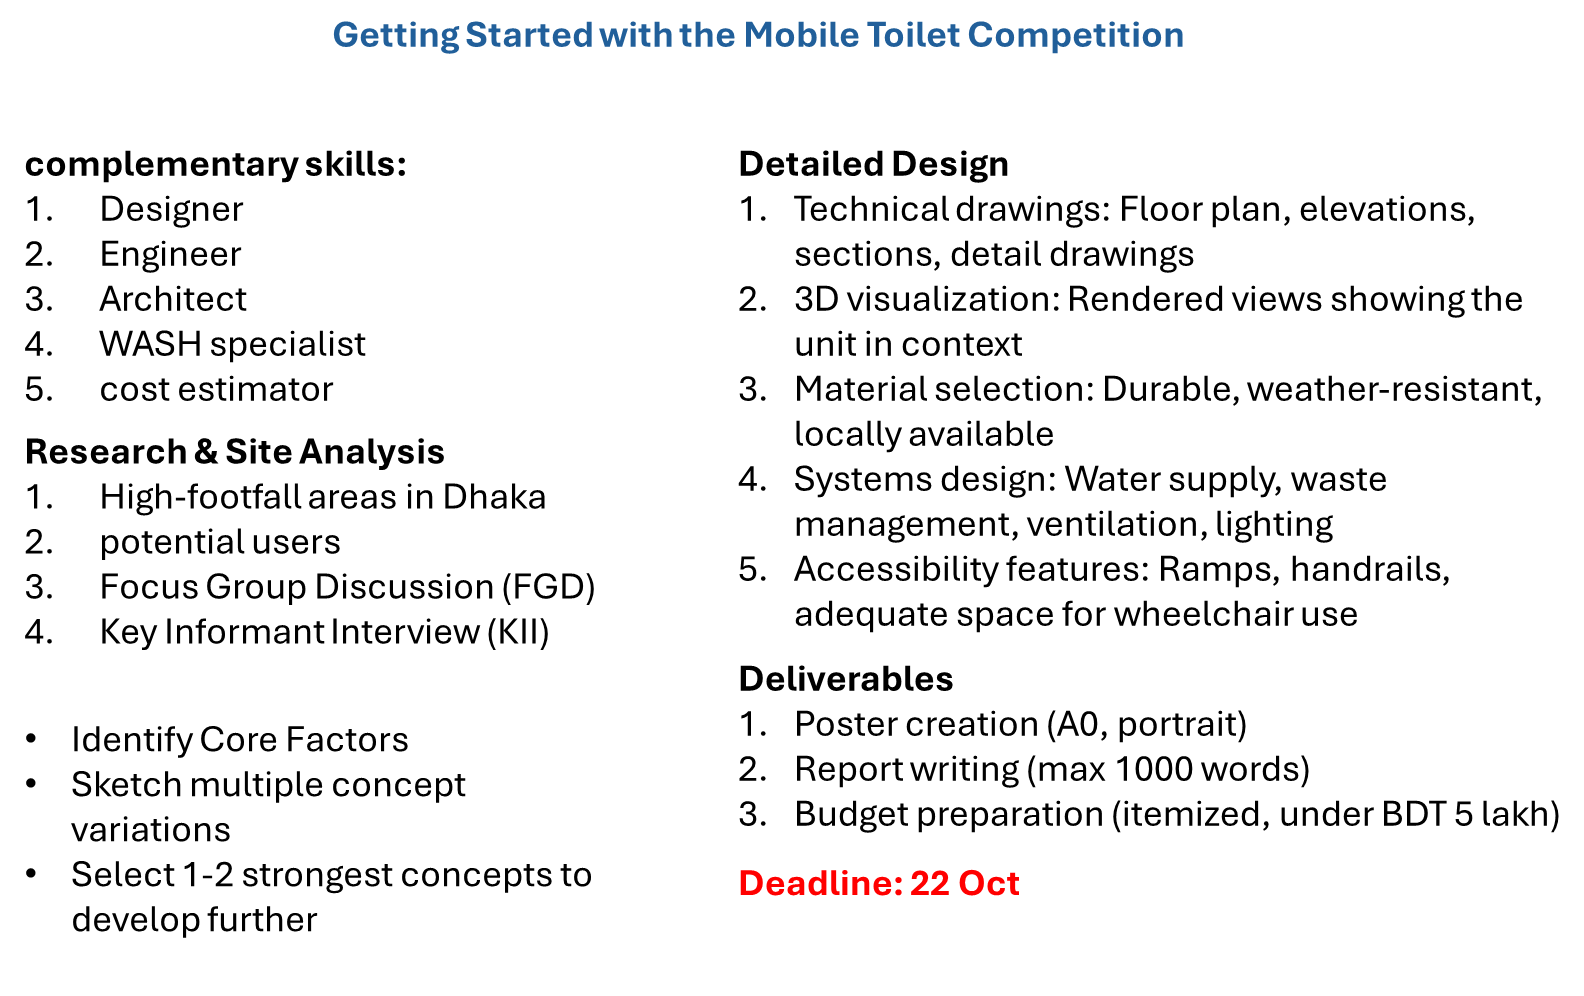 Getting Started with the Mobile Toilet Competition
complementary skills:
1. Designer
2. Engineer
3. Architect
4. WASH specialist
5. cost estimator
Research & Site Analysis
1. High-footfall areas in Dhaka
2. potential users
3. Focus Group Discussion (FGD)
4. Key Informant Interview (KII)
• Identify Core Factors
• Sketch multiple concept
variations
• Select 1-2 strongest concepts to
develop further
Detailed Design
1. Technical drawings: Floor plan, elevations,
sections, detail drawings
2. 3D visualization: Rendered views showing the
unit in context
3. Material selection: Durable, weather-resistant,
locally available
4. Systems design: Water supply, waste
management, ventilation, lighting
5. Accessibility features: Ramps, handrails,
adequate space for wheelchair use
Deliverables
1. Poster creation (A0, portrait)
2. Report writing (max 1000 words)
3. Budget preparation (itemized, under BDT 5 lakh)
Deadline: 22 Oct